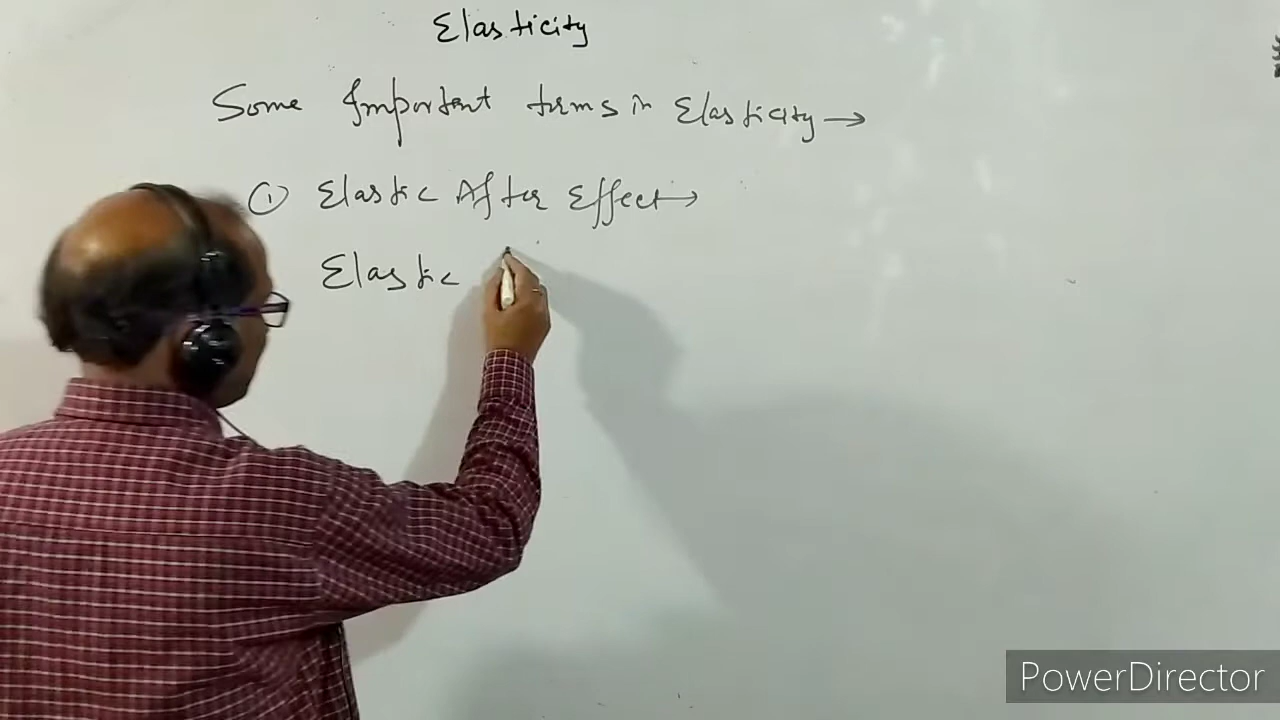 Elasticity
Some Important terms in Elasticity →
① Elastic After Effect →
Elastic
PowerDirector